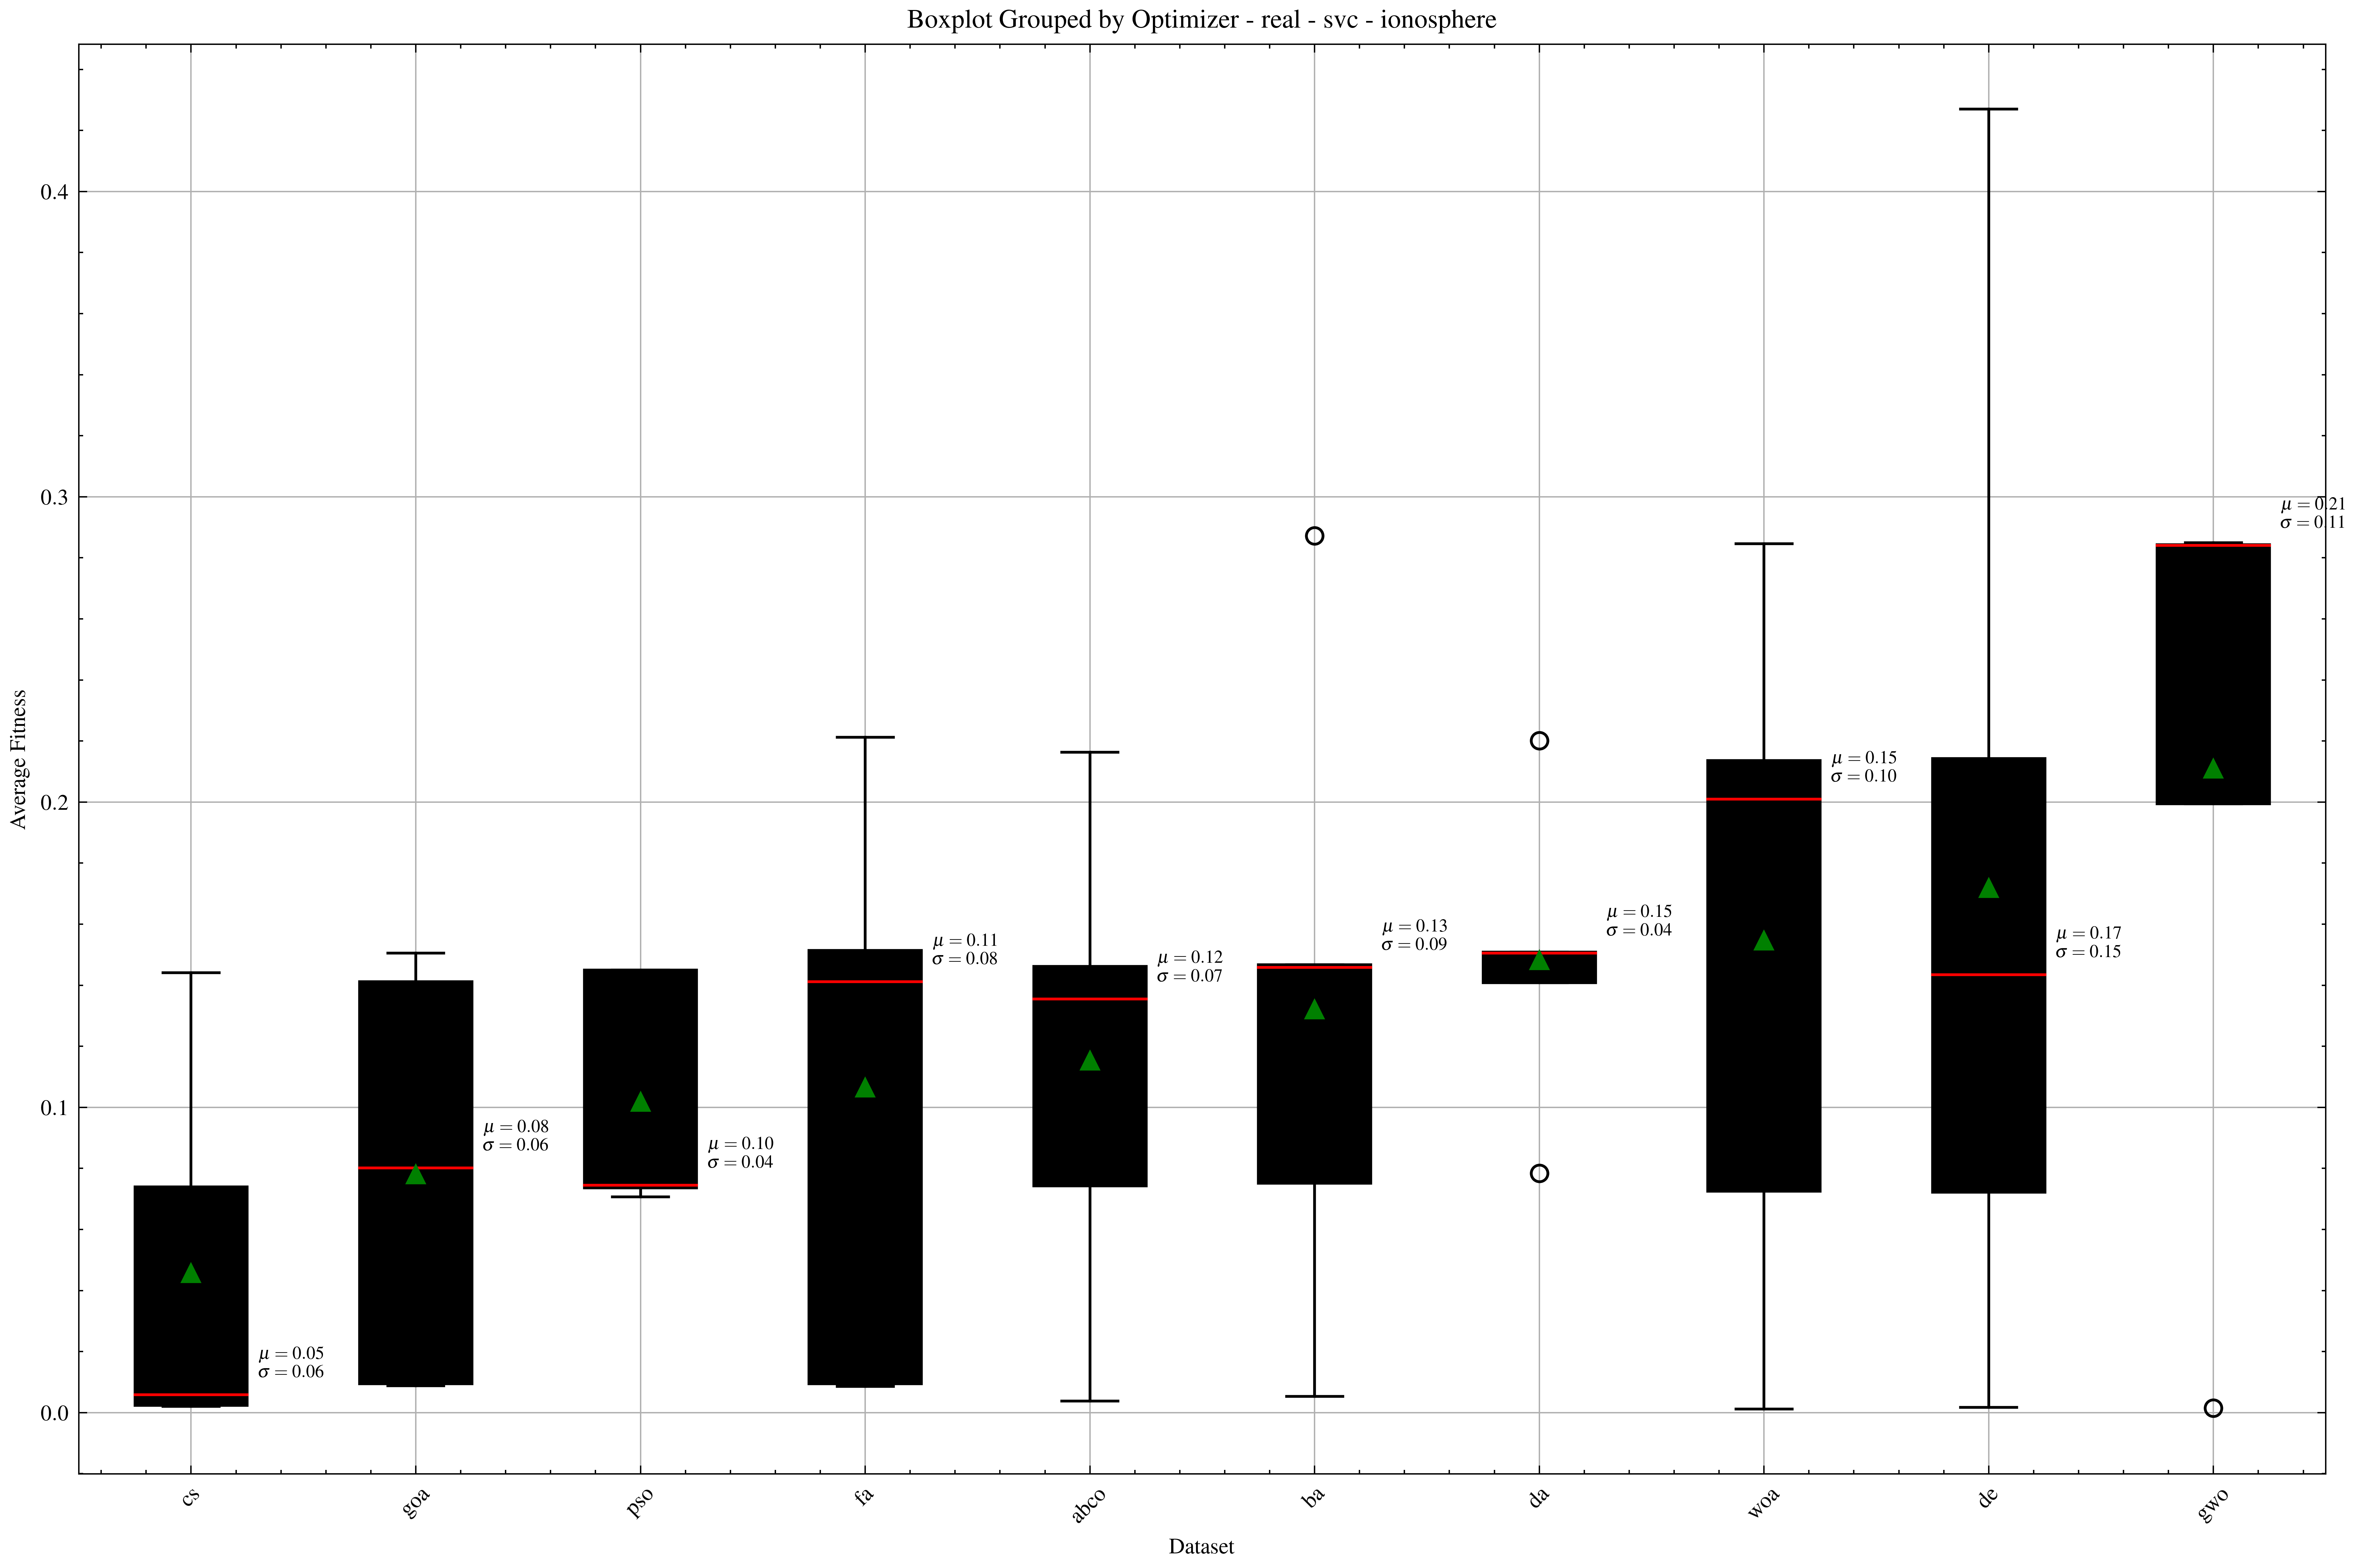 Boxplot Grouped by Optimizer - real - svc - ionosphere
Average Fitness
0.4
0.3
0.2
0.1
0.0
μ = 0.05
σ = 0.06
μ = 0.08
σ = 0.06
μ = 0.10
σ = 0.04
μ = 0.11
σ = 0.08
μ = 0.12
σ = 0.07
μ = 0.13
σ = 0.09
μ = 0.15
σ = 0.04
μ = 0.15
σ = 0.10
μ = 0.17
σ = 0.15
μ = 0.21
σ = 0.11
cs
goa
pso
fa
abco
ba
da
woa
de
gwo
Dataset